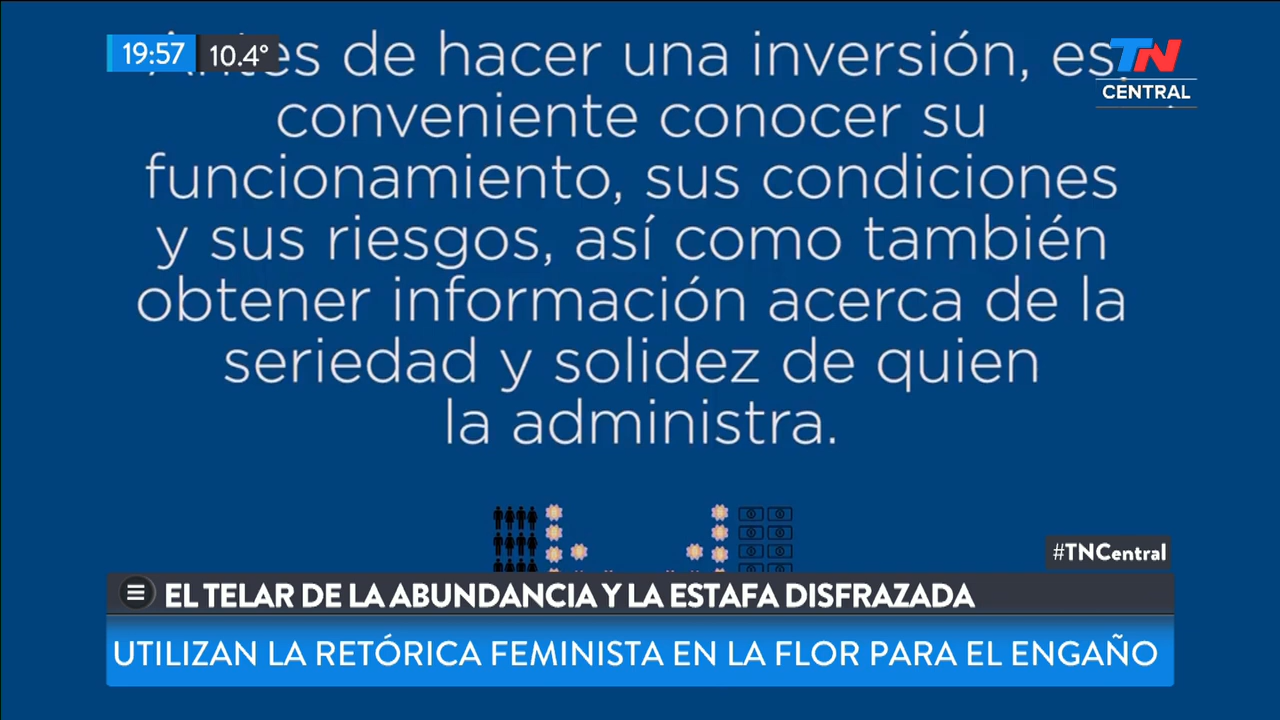 19:57 10.4°
TN
CENTRAL
Antes de hacer una inversión, es
conveniente conocer su
funcionamiento, sus condiciones
y sus riesgos, así como también
obtener información acerca de la
seriedad y solidez de quien
la administra.
#TNCentral
EL TELAR DE LA ABUNDANCIA Y LA ESTAFA DISFRAZADA
UTILIZAN LA RETÓRICA FEMINISTA EN LA FLOR PARA EL ENGAÑO